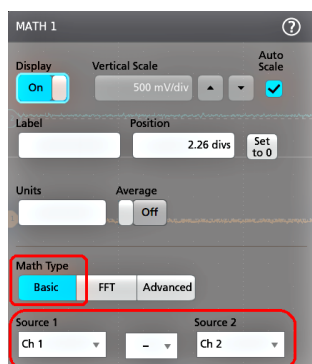 MATH 1 ?
Display Vertical Scale Auto Scale
On 500 mV/div
Label Position
2.26 divs Set to 0
Units Average
Off
Math Type
Basic FFT Advanced
Source 1 Source 2
Ch 1 – Ch 2